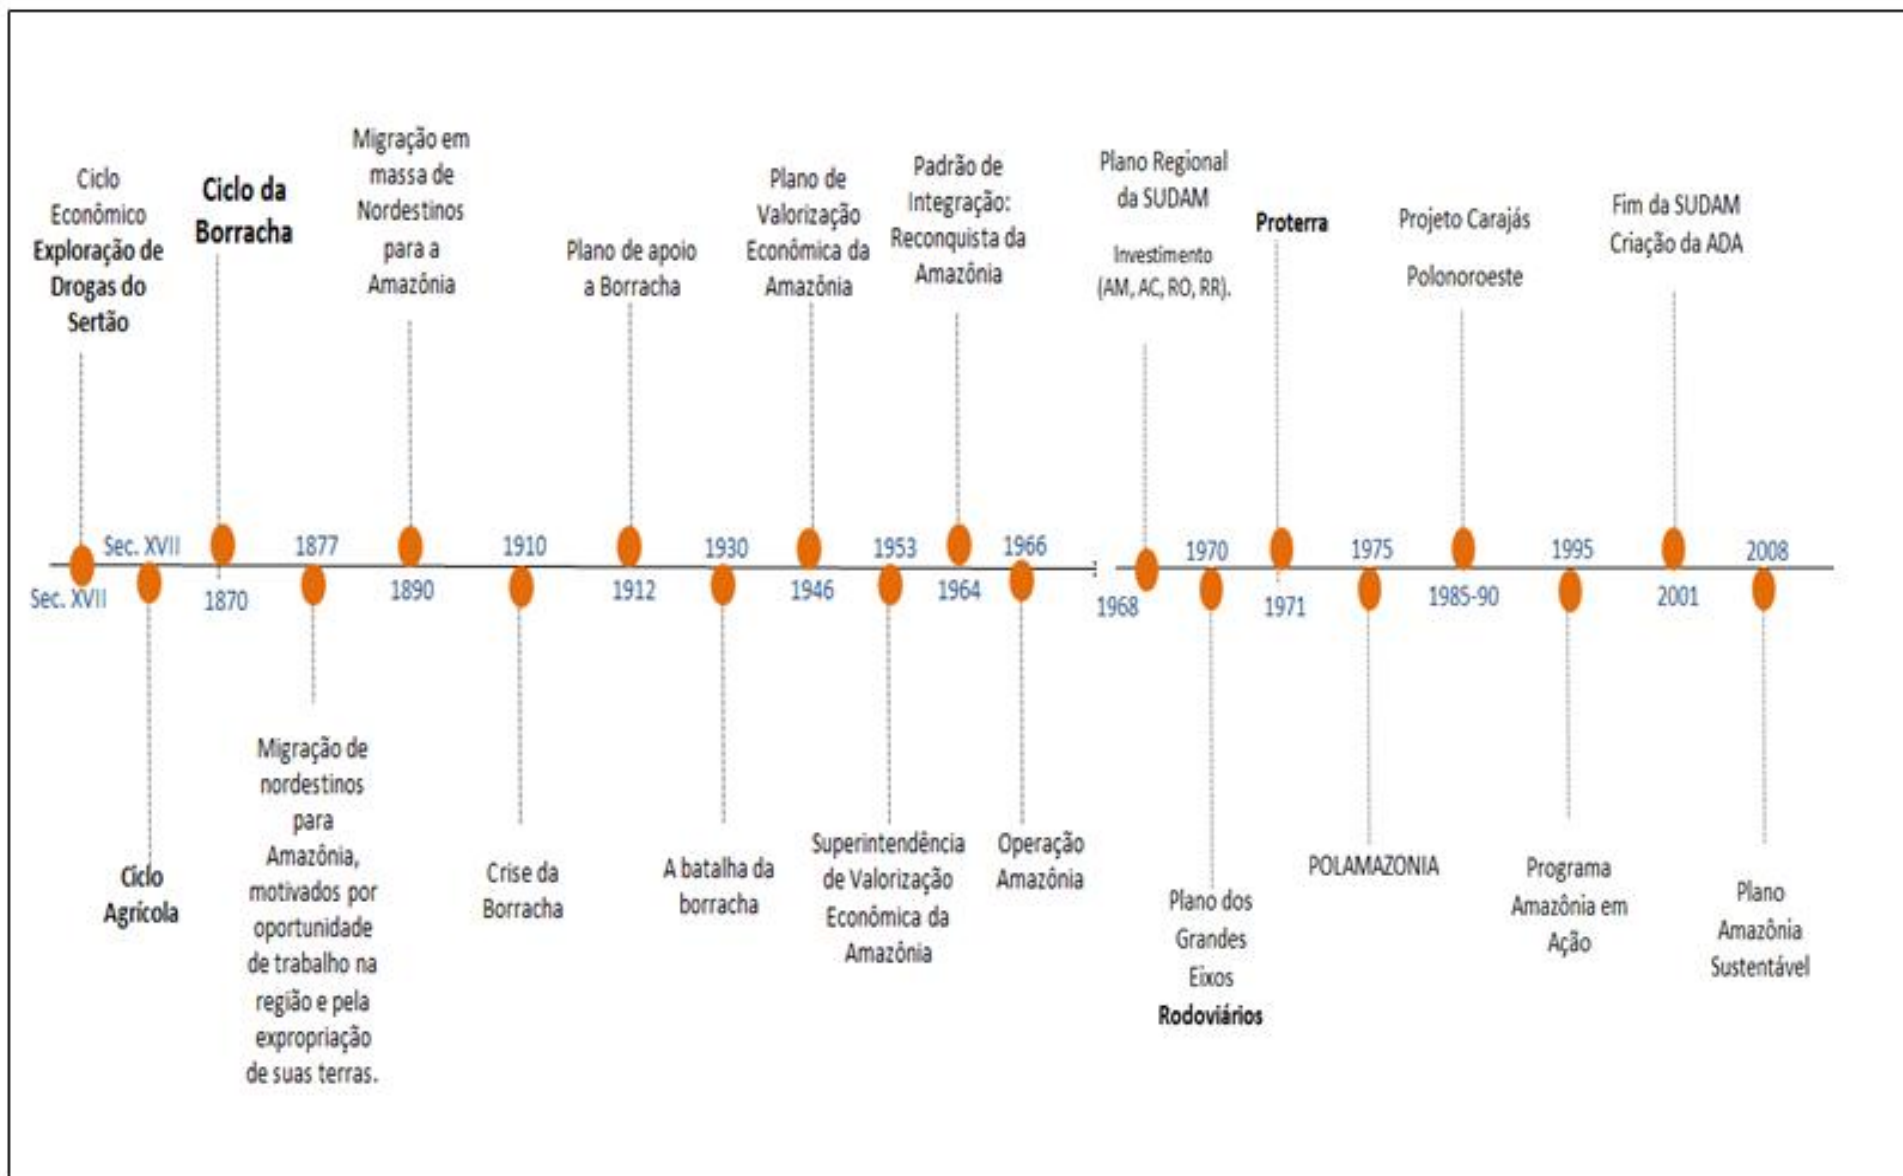 Ciclo
Econômico
Exploração de
Drogas do
Sertão
Sec. XVII
Sec. XVII
Ciclo
Agrícola
Ciclo da
Borracha
1870
1877
Migração de
nordestinos
para
Amazônia,
motivados por
oportunidade
de trabalho na
região e pela
expropriação
de suas terras.
Migração em
massa de
Nordestinos
para a
Amazônia
1890
1910
Crise da
Borracha
Plano de apoio
a Borracha
1912
1930
A batalha da
borracha
Plano de
Valorização
Econômica da
Amazônia
1946
1953
Superintendência
de Valorização
Econômica da
Amazônia
Padrão de
Integração:
Reconquista da
Amazônia
1964
1966
Operação
Amazônia
Plano Regional
da SUDAM
Investimento
(AM, AC, RO, RR).
1968
1970
Plano dos
Grandes
Eixos
Rodoviários
Proterra
1971
1975
POLAMAZONIA
Projeto Carajás
Polonoroeste
1985-90
1995
Programa
Amazônia em
Ação
Fim da SUDAM
Criação da ADA
2001
2008
Plano
Amazônia
Sustentável